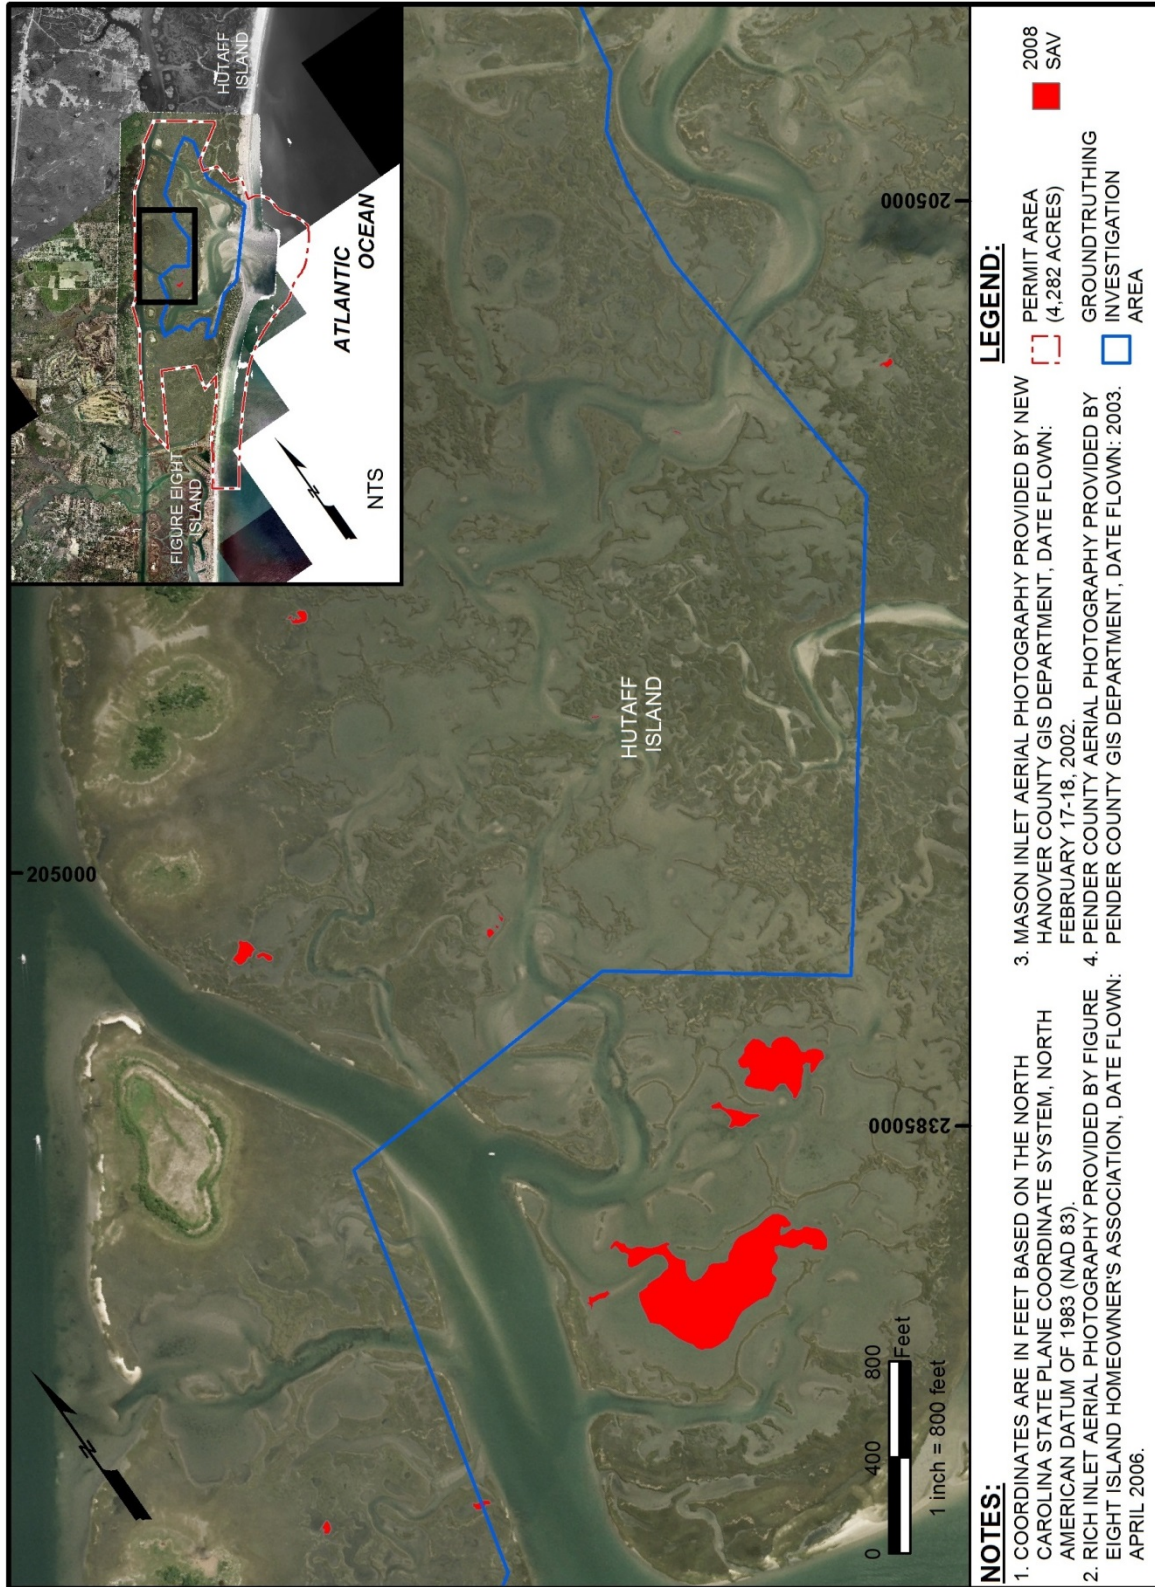 HUTAFF
ISLAND
ATLANTIC
OCEAN
FIGURE EIGHT
ISLAND
N
NTS
205000
HUTAFF
ISLAND
205000
2385000
N
0 400 800
Feet
1 inch = 800 feet
NOTES:
1. COORDINATES ARE IN FEET BASED ON THE NORTH
CAROLINA STATE PLANE COORDINATE SYSTEM, NORTH
AMERICAN DATUM OF 1983 (NAD 83).
2. RICH INLET AERIAL PHOTOGRAPHY PROVIDED BY FIGURE
EIGHT ISLAND HOMEOWNER'S ASSOCIATION, DATE FLOWN:
APRIL 2006.
3. MASON INLET AERIAL PHOTOGRAPHY PROVIDED BY NEW
HANOVER COUNTY GIS DEPARTMENT, DATE FLOWN:
FEBRUARY 17-18, 2002.
4. PENDER COUNTY AERIAL PHOTOGRAPHY PROVIDED BY
PENDER COUNTY GIS DEPARTMENT, DATE FLOWN: 2003.
LEGEND:
PERMIT AREA
(4,282 ACRES)
GROUNDTRUTHING
INVESTIGATION
AREA
2008
SAV